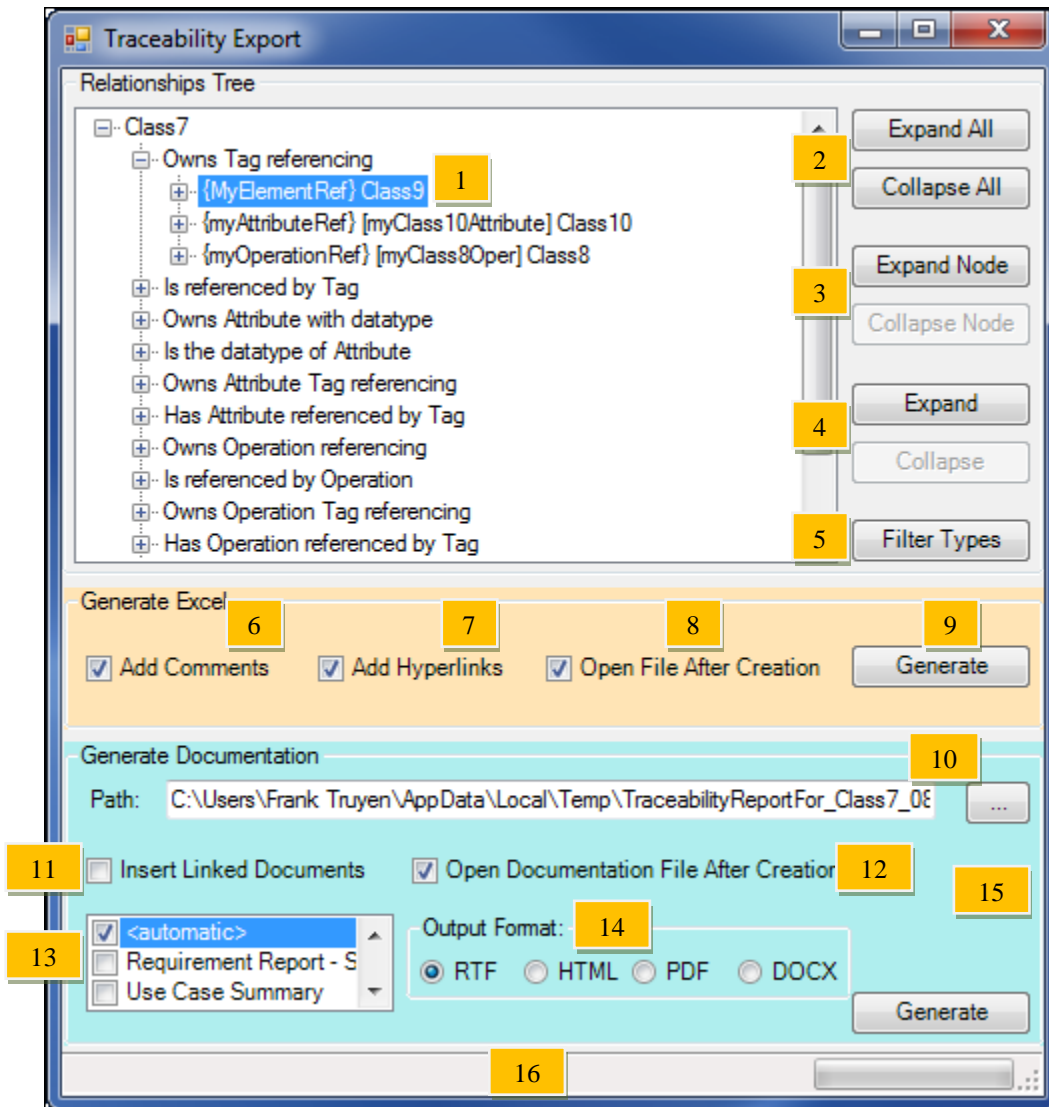 Traceability Export
Relationships Tree
Class7
Owns Tag referencing
{MyElementRef} Class9
1
{myAttributeRef} [myClass10Attribute] Class10
{myOperationRef} [myClass8Oper] Class8
Is referenced by Tag
Owns Attribute with datatype
Is the datatype of Attribute
Owns Attribute Tag referencing
Has Attribute referenced by Tag
Owns Operation referencing
Is referenced by Operation
Owns Operation Tag referencing
Has Operation referenced by Tag
Expand All
2
Collapse All
Expand Node
3
Collapse Node
Expand
4
Collapse
5
Filter Types
Generate Excel
6
7
8
9
Add Comments
Add Hyperlinks
Open File After Creation
Generate
Generate Documentation
10
Path:
C:\Users\Frank Truyen\AppData\Local\Temp\TraceabilityReportFor_Class7_08
...
11
Insert Linked Documents
Open Documentation File After Creation
12
15
13
<automatic>
Requirement Report - S
Use Case Summary
Output Format:
14
RTF
HTML
PDF
DOCX
Generate
16